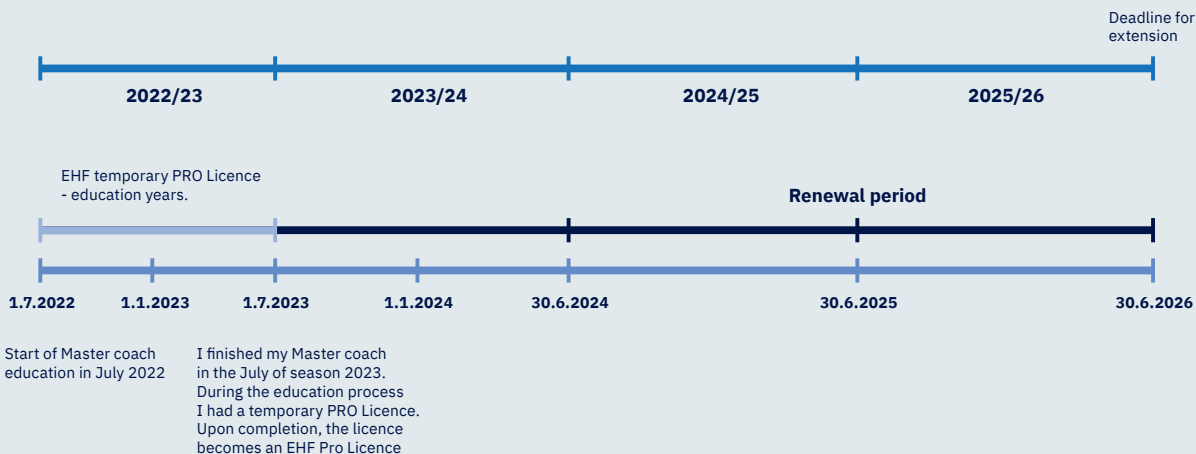 Deadline for
extension
2022/23
2023/24
2024/25
2025/26
EHF temporary PRO Licence
- education years.
Renewal period
1.7.2022
1.1.2023
1.7.2023
1.1.2024
30.6.2024
30.6.2025
30.6.2026
Start of Master coach
education in July 2022
I finished my Master coach
in the July of season 2023.
During the education process
I had a temporary PRO Licence.
Upon completion, the licence
becomes an EHF Pro Licence